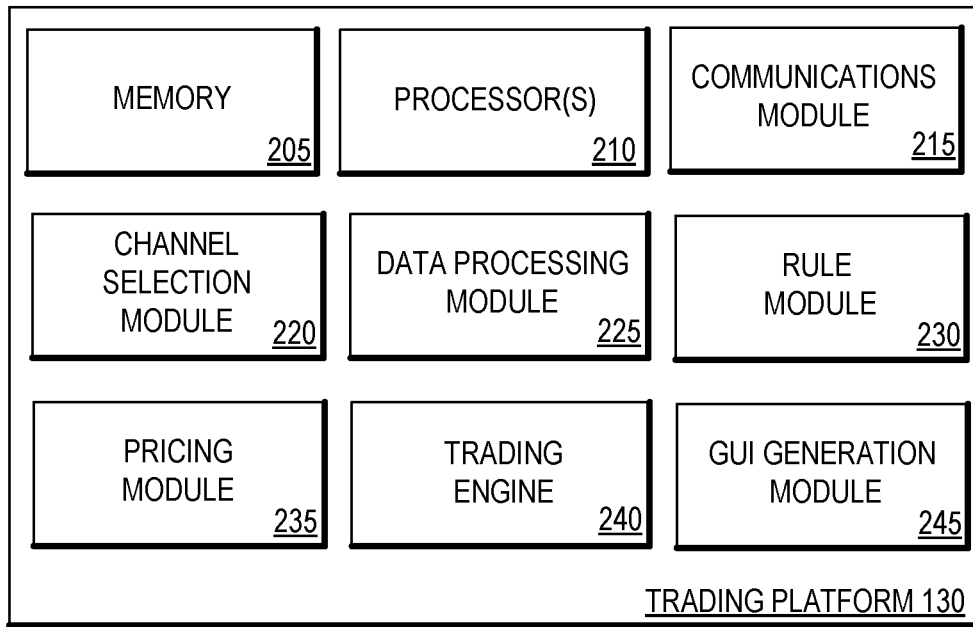 MEMORY
205
PROCESSOR(S)
210
COMMUNICATIONS
MODULE
215
CHANNEL
SELECTION
MODULE
220
DATA PROCESSING
MODULE
225
RULE
MODULE
230
PRICING
MODULE
235
TRADING
ENGINE
240
GUI GENERATION
MODULE
245
TRADING PLATFORM 130